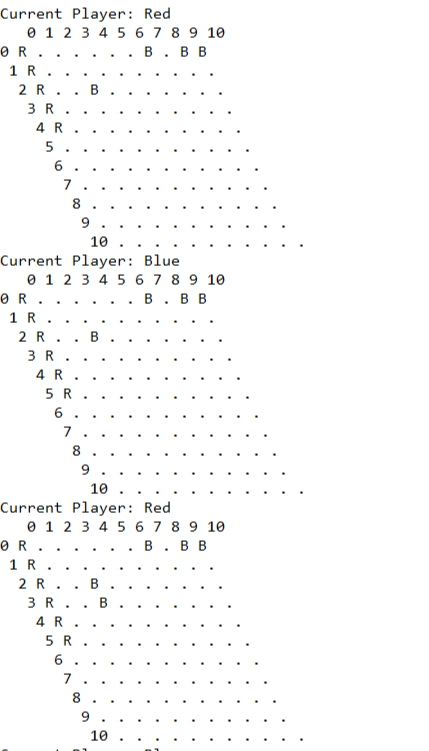 Current Player: Red
   0 1 2 3 4 5 6 7 8 9 10
0 R . . . . . . B . B B
 1 R . . . . . . . . . .
  2 R . . B . . . . . . .
   3 R . . . . . . . . . .
    4 R . . . . . . . . . .
     5 . . . . . . . . . . .
      6 . . . . . . . . . . .
       7 . . . . . . . . . . .
        8 . . . . . . . . . . .
         9 . . . . . . . . . . .
          10 . . . . . . . . . . .
Current Player: Blue
   0 1 2 3 4 5 6 7 8 9 10
0 R . . . . . . B . B B
 1 R . . . . . . . . . .
  2 R . . B . . . . . . .
   3 R . . . . . . . . . .
    4 R . . . . . . . . . .
     5 R . . . . . . . . . .
      6 . . . . . . . . . . .
       7 . . . . . . . . . . .
        8 . . . . . . . . . . .
         9 . . . . . . . . . . .
          10 . . . . . . . . . . .
Current Player: Red
   0 1 2 3 4 5 6 7 8 9 10
0 R . . . . . . B . B B
 1 R . . . . . . . . . .
  2 R . . B . . . . . . .
   3 R . . B . . . . . . .
    4 R . . . . . . . . . .
     5 R . . . . . . . . . .
      6 . . . . . . . . . . .
       7 . . . . . . . . . . .
        8 . . . . . . . . . . .
         9 . . . . . . . . . . .
          10 . . . . . . . . . . .